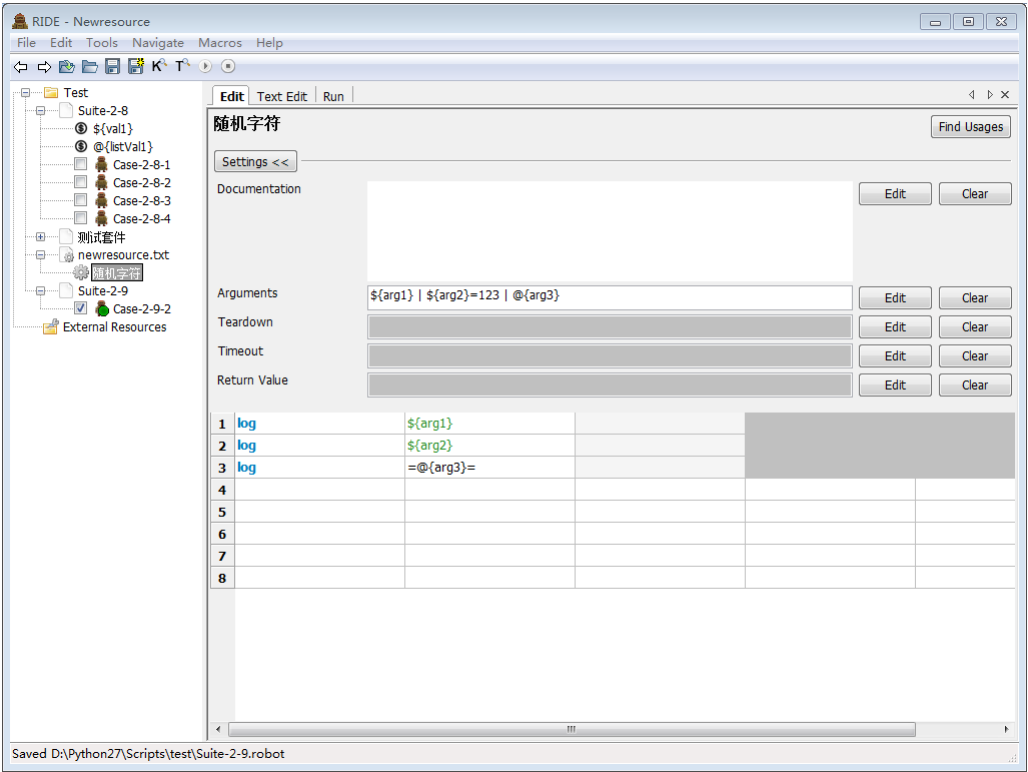 RIDE - Newresource
File Edit Tools Navigate Macros Help
Test
Suite-2-8
${val1}
@{listVal1}
Case-2-8-1
Case-2-8-2
Case-2-8-3
Case-2-8-4
测试套件
newresource.txt
随机字符
Suite-2-9
Case-2-9-2
External Resources
Edit Text Edit Run
随机字符
Find Usages
Settings <<
Documentation Edit Clear
Arguments ${arg1} | ${arg2}=123 | @{arg3} Edit Clear
Teardown Edit Clear
Timeout Edit Clear
Return Value Edit Clear
1 log ${arg1}
2 log ${arg2}
3 log =@{arg3}=
4
5
6
7
8
Saved D:\Python27\Scripts\test\Suite-2-9.robot